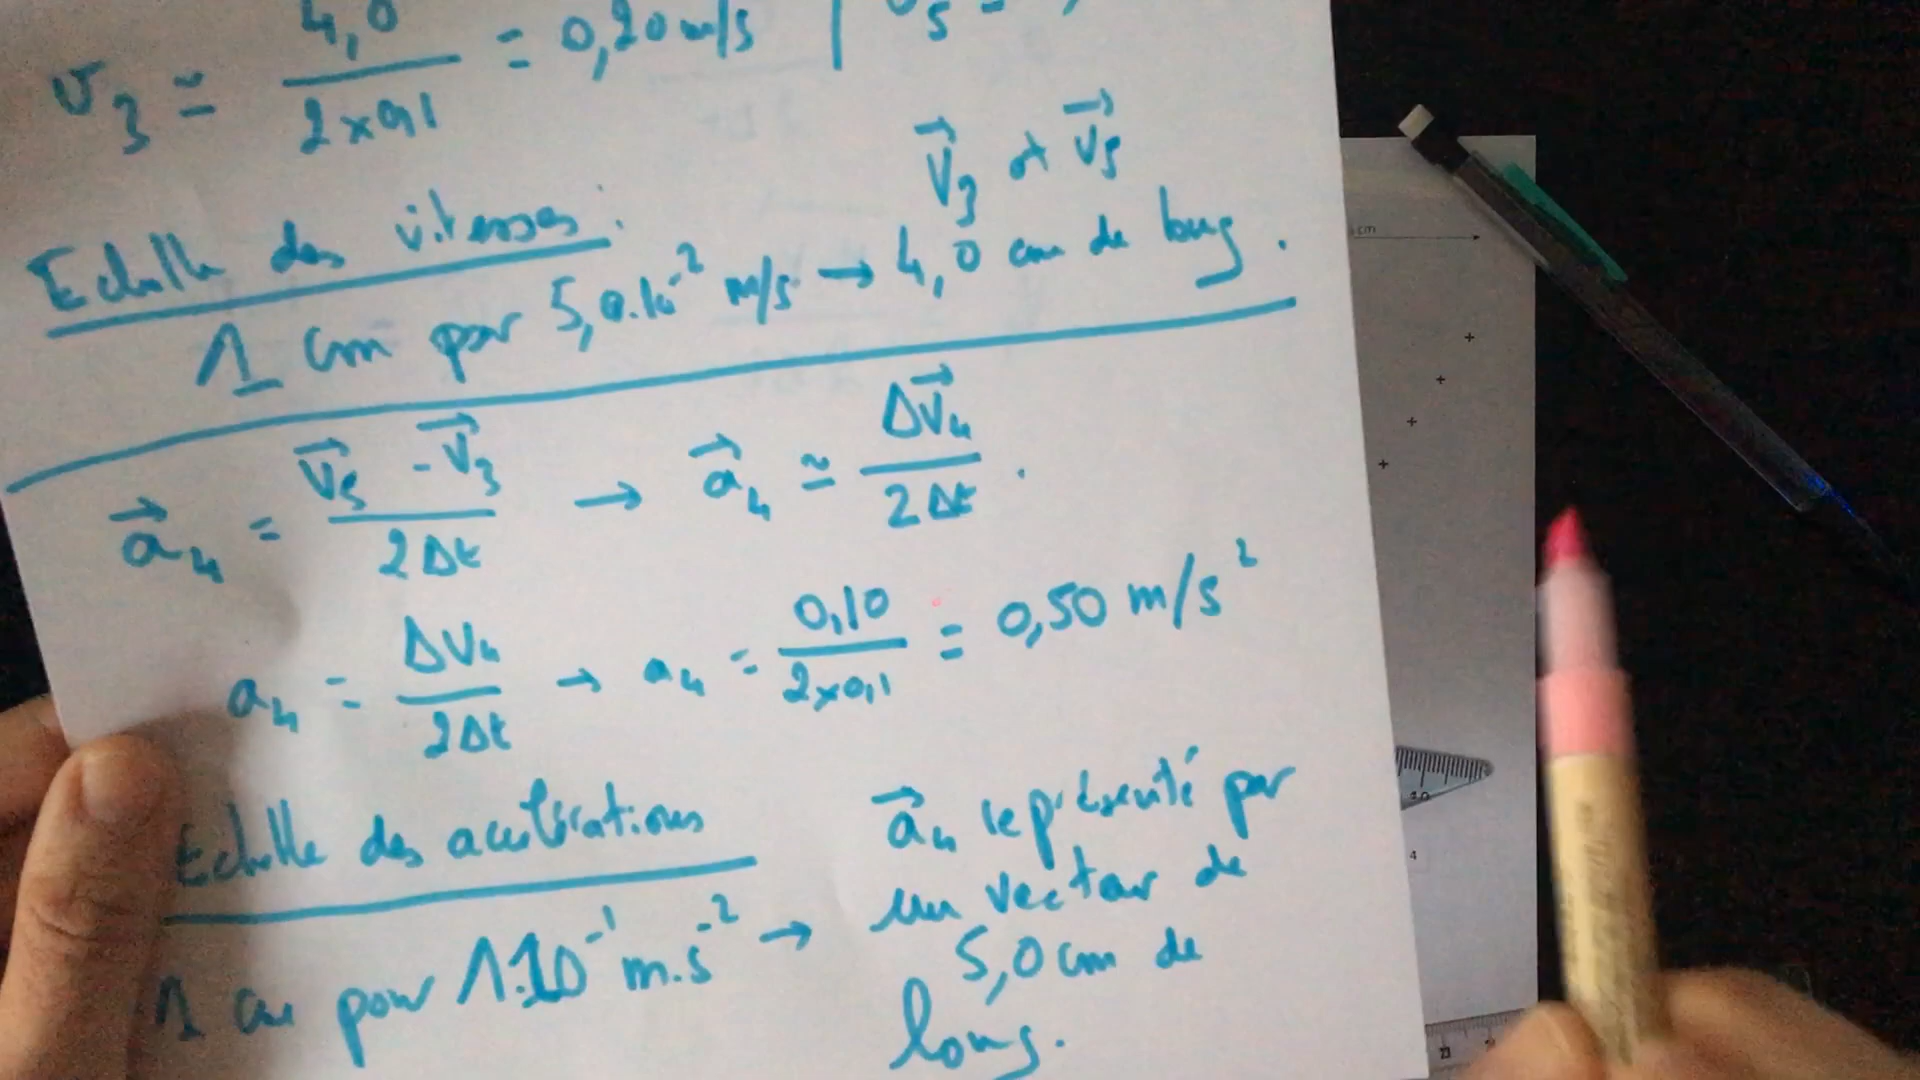 v₃ ≃ 4,0 / 2×0,1 = 0,20 m/s | v₅ =
Echelle des vitesses :
v⃗₃ et v⃗₅
1 cm pour 5,0.10⁻² m/s → 4,0 cm de long.
a⃗₄ = (v⃗₅ - v⃗₃) / 2Δt → a⃗₄ ≃ Δv⃗₄ / 2Δt .
a₄ = Δv₄ / 2Δt → a₄ = 0,10 / 2×0,1 = 0,50 m/s²
Echelle des accélérations
1 cm pour 1.10⁻¹ m.s⁻² →
a⃗₄ représenté par
un vecteur de
5,0 cm de
long.
cm
4